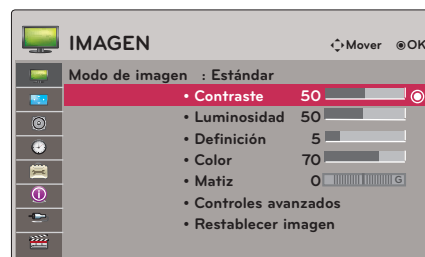 IMAGEN Mover OK
Modo de imagen : Estándar
• Contraste 50
• Luminosidad 50
• Definición 5
• Color 70
• Matiz 0 G
• Controles avanzados
• Restablecer imagen